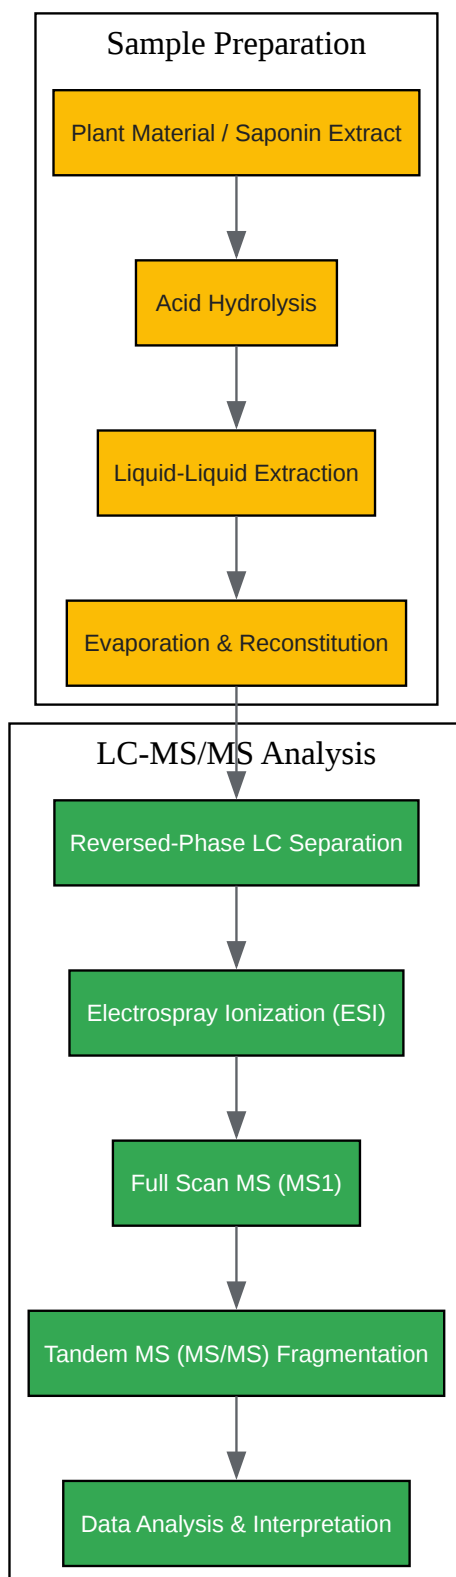 Sample Preparation
Plant Material / Saponin Extract
Acid Hydrolysis
Liquid-Liquid Extraction
Evaporation & Reconstitution
LC-MS/MS Analysis
Reversed-Phase LC Separation
Electrospray Ionization (ESI)
Full Scan MS (MS1)
Tandem MS (MS/MS) Fragmentation
Data Analysis & Interpretation